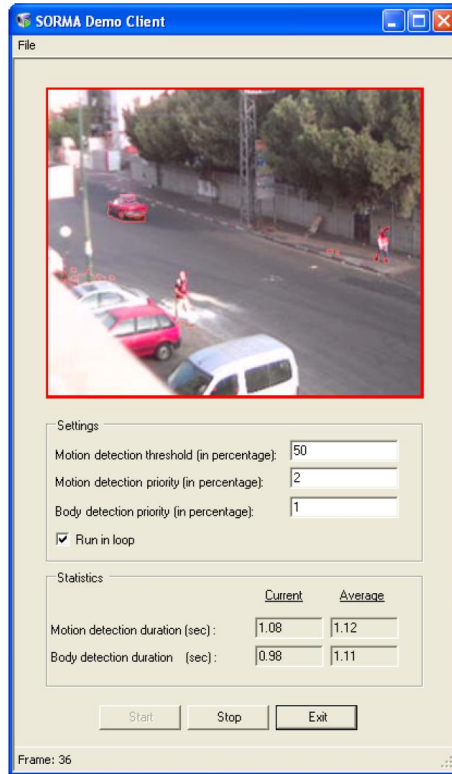 SORMA Demo Client
File
Settings
Motion detection threshold (in percentage): 50
Motion detection priority (in percentage): 2
Body detection priority (in percentage): 1
Run in loop
Statistics
Current Average
Motion detection duration (sec) : 1.08 1.12
Body detection duration (sec) : 0.98 1.11
Start Stop Exit
Frame: 36